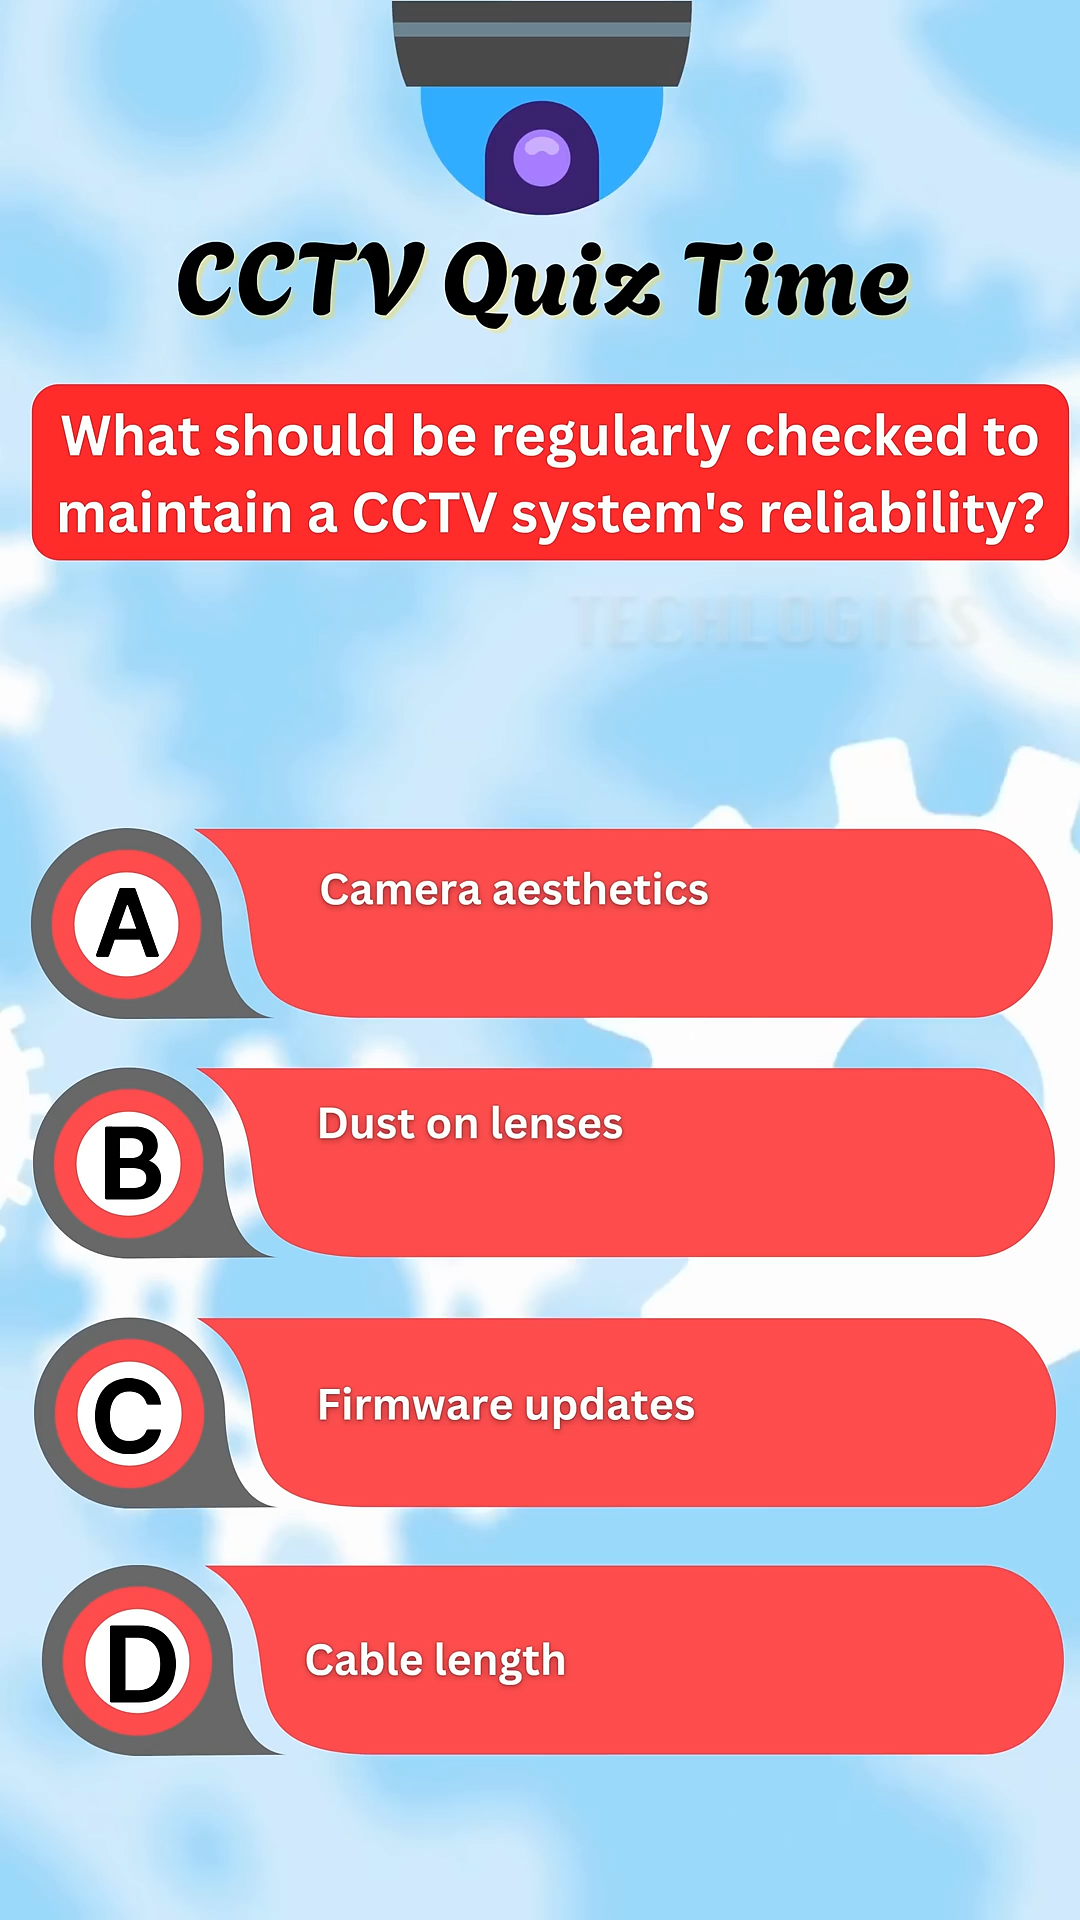 CCTV Quiz Time
What should be regularly checked to
maintain a CCTV system's reliability?
TECHLOGICS
A
Camera aesthetics
B
Dust on lenses
C
Firmware updates
D
Cable length